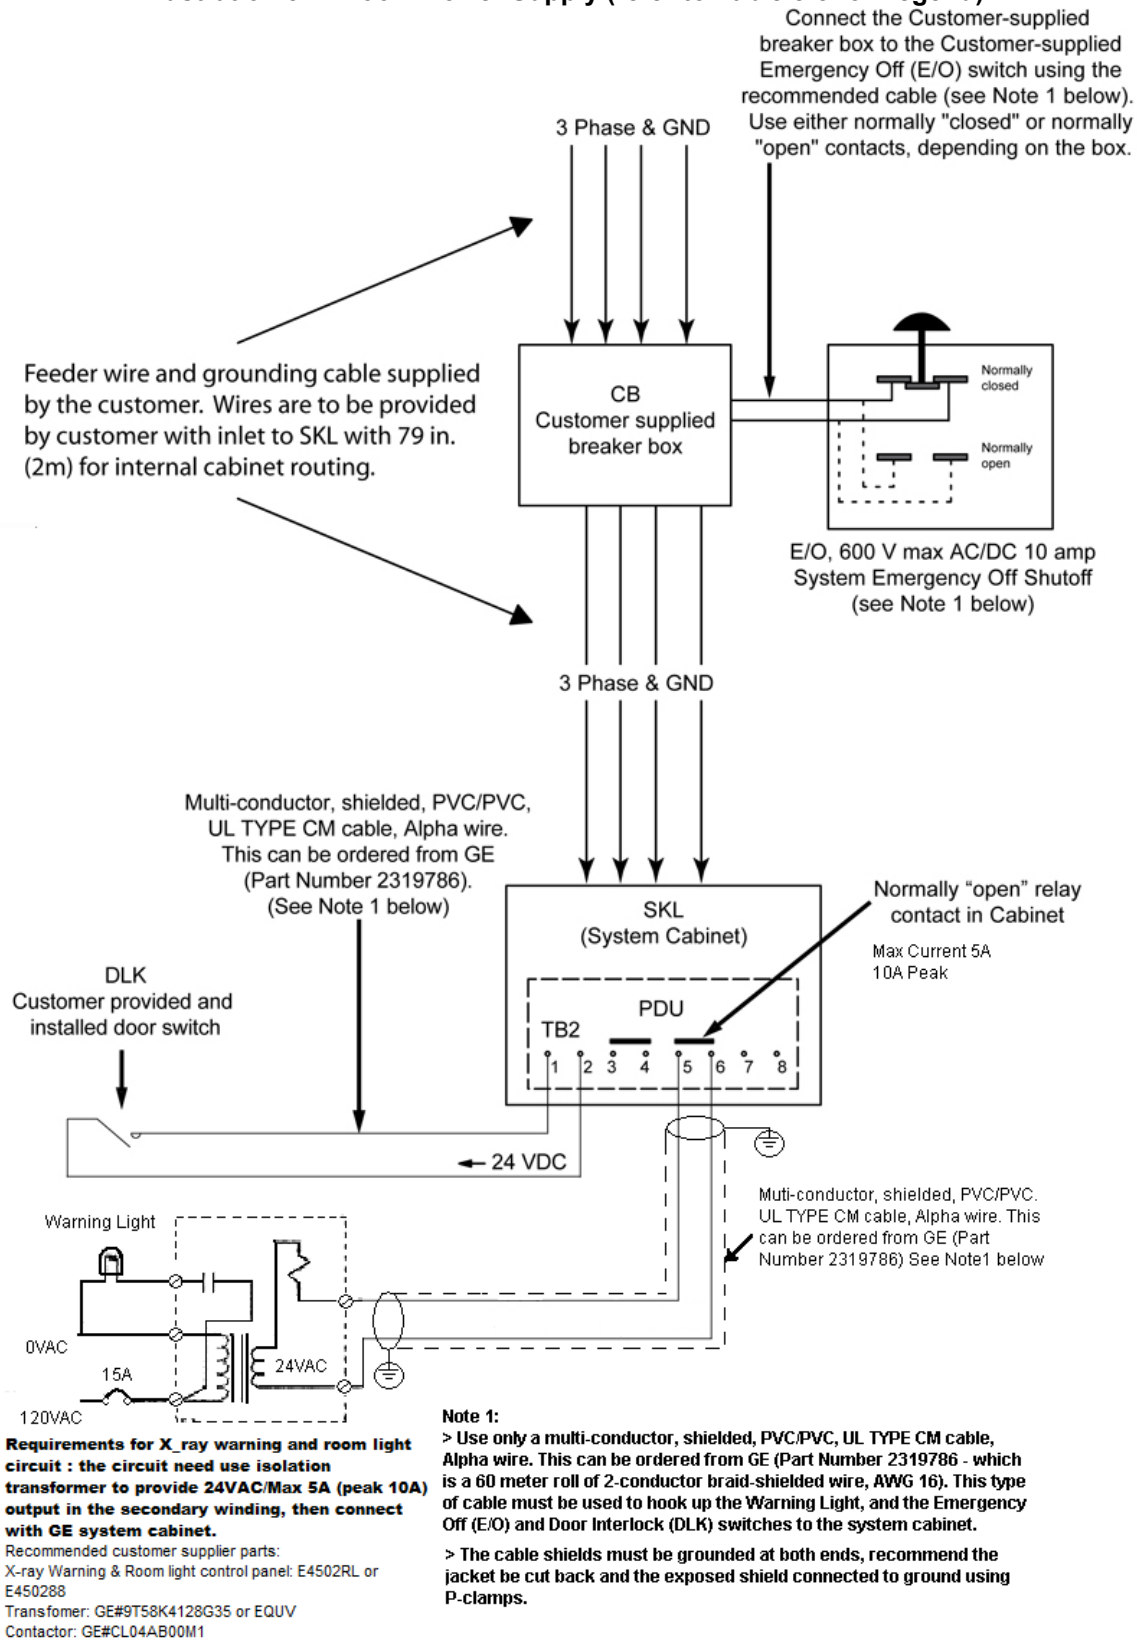 Connect the Customer-supplied
breaker box to the Customer-supplied
Emergency Off (E/O) switch using the
recommended cable (see Note 1 below).
Use either normally "closed" or normally
"open" contacts, depending on the box.
3 Phase & GND
Feeder wire and grounding cable supplied
by the customer. Wires are to be provided
by customer with inlet to SKL with 79 in.
(2m) for internal cabinet routing.
CB
Customer supplied
breaker box
Normally
closed
Normally
open
E/O, 600 V max AC/DC 10 amp
System Emergency Off Shutoff
(see Note 1 below)
3 Phase & GND
Multi-conductor, shielded, PVC/PVC,
UL TYPE CM cable, Alpha wire.
This can be ordered from GE
(Part Number 2319786).
(See Note 1 below)
SKL
(System Cabinet)
Normally “open” relay
contact in Cabinet
Max Current 5A
10A Peak
DLK
Customer provided and
installed door switch
PDU
TB2
1 2 3 4 5 6 7 8
24 VDC
Muti-conductor, shielded, PVC/PVC.
UL TYPE CM cable, Alpha wire. This
can be ordered from GE (Part
Number 2319786) See Note1 below
Warning Light
0VAC
15A
24VAC
120VAC
Requirements for X_ray warning and room light
circuit : the circuit need use isolation
transformer to provide 24VAC/Max 5A (peak 10A)
output in the secondary winding, then connect
with GE system cabinet.
Recommended customer supplier parts:
X-ray Warning & Room light control panel: E4502RL or
E450288
Transfomer: GE#9T58K4128G35 or EQUV
Contactor: GE#CL04AB00M1
Note 1:
> Use only a multi-conductor, shielded, PVC/PVC, UL TYPE CM cable,
Alpha wire. This can be ordered from GE (Part Number 2319786 - which
is a 60 meter roll of 2-conductor braid-shielded wire, AWG 16). This type
of cable must be used to hook up the Warning Light, and the Emergency
Off (E/O) and Door Interlock (DLK) switches to the system cabinet.
> The cable shields must be grounded at both ends, recommend the
jacket be cut back and the exposed shield connected to ground using
P-clamps.